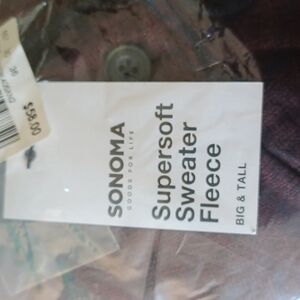 SONOMA
GOODS FOR LIFE
Supersoft
Sweater
Fleece
BIG & TALL